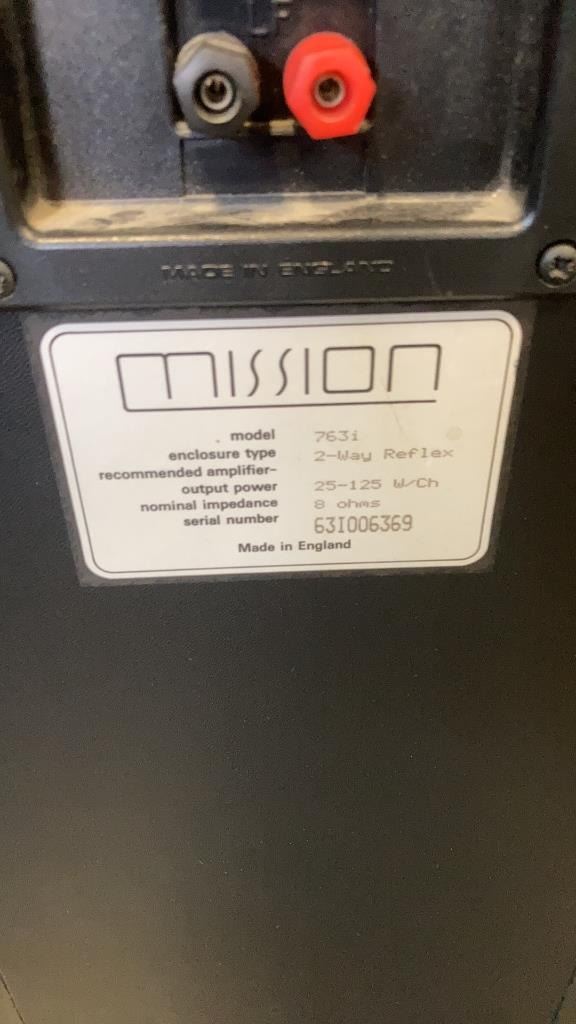 MADE IN ENGLAND
mission
model 763i
enclosure type 2-Way Reflex
recommended amplifier-
output power 25-125 W/Ch
nominal impedance 8 ohms
serial number 63I006369
Made in England